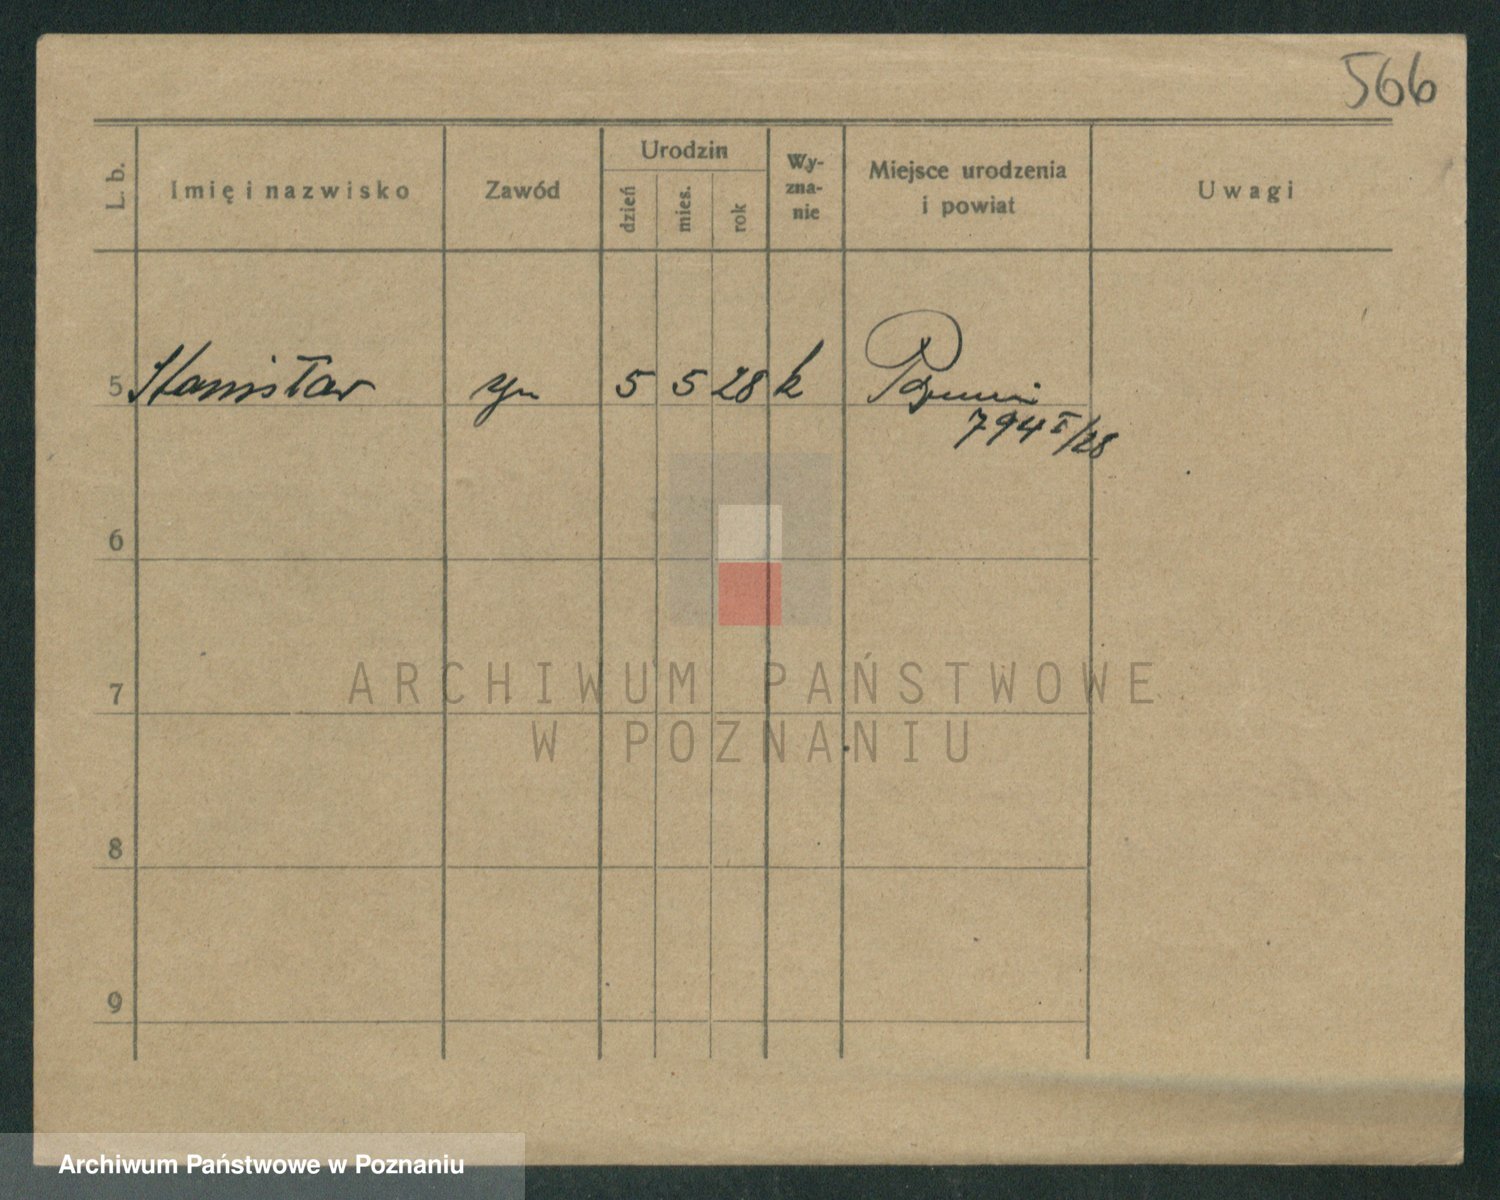 566
L. b.
Imię i nazwisko
Zawód
Urodzin
dzień
mies.
rok
Wy-
zna-
nie
Miejsce urodzenia
i powiat
Uwagi
5 Stanisław syn 5 5 28 k
794 I/28
6
7
8
9
ARCHIWUM PAŃSTWOWE
W POZNANIU
Archiwum Państwowe w Poznaniu